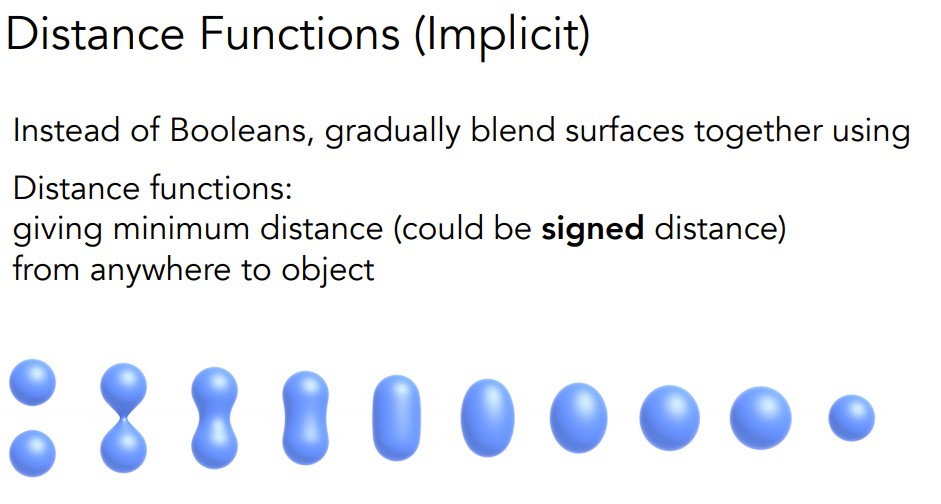 Distance Functions (Implicit)
Instead of Booleans, gradually blend surfaces together using
Distance functions:
giving minimum distance (could be signed distance)
from anywhere to object